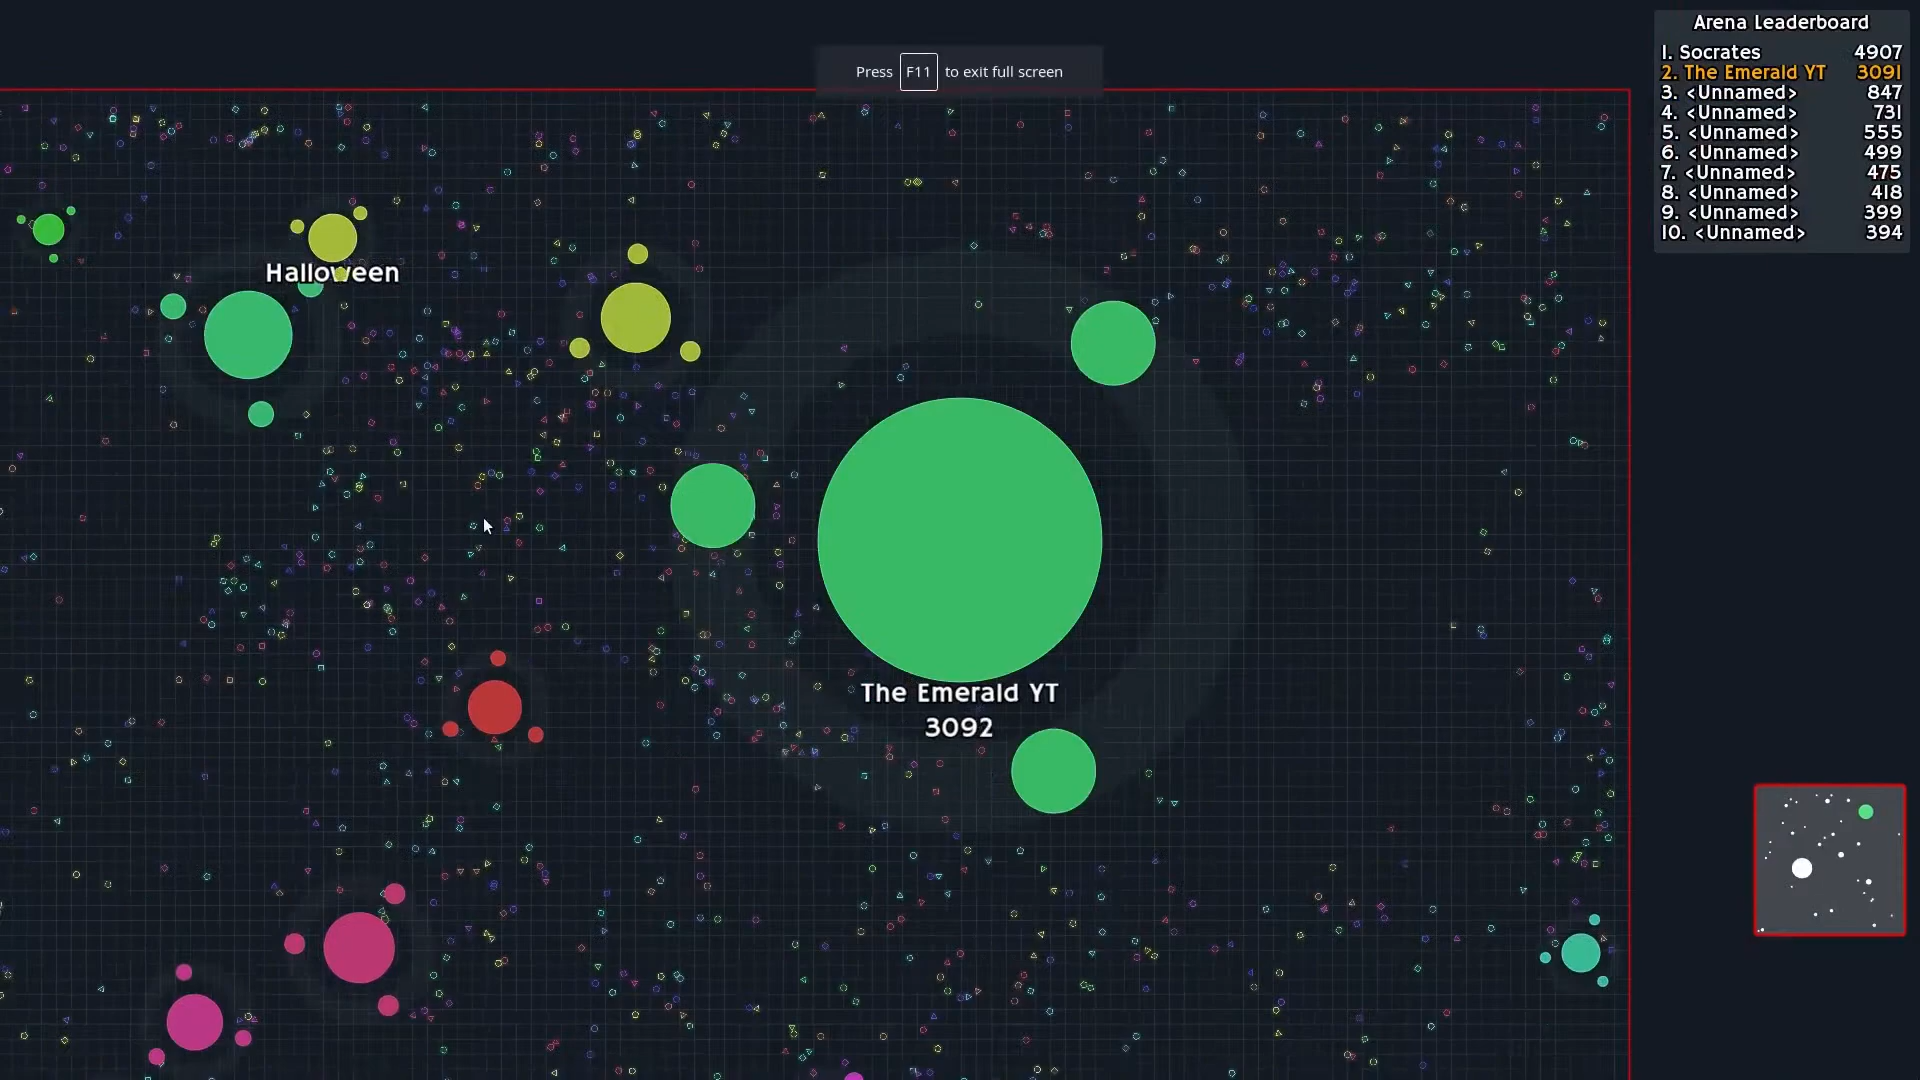 Press F11 to exit full screen
Arena Leaderboard
1. Socrates 4907
2. The Emerald YT 3091
3. <Unnamed> 847
4. <Unnamed> 731
5. <Unnamed> 555
6. <Unnamed> 499
7. <Unnamed> 475
8. <Unnamed> 418
9. <Unnamed> 399
10. <Unnamed> 394
Halloween
The Emerald YT
3092